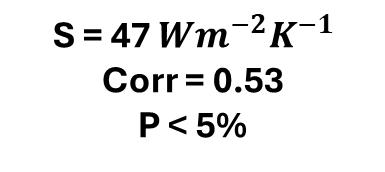 S = 47 Wm⁻²K⁻¹
Corr = 0.53
P < 5%